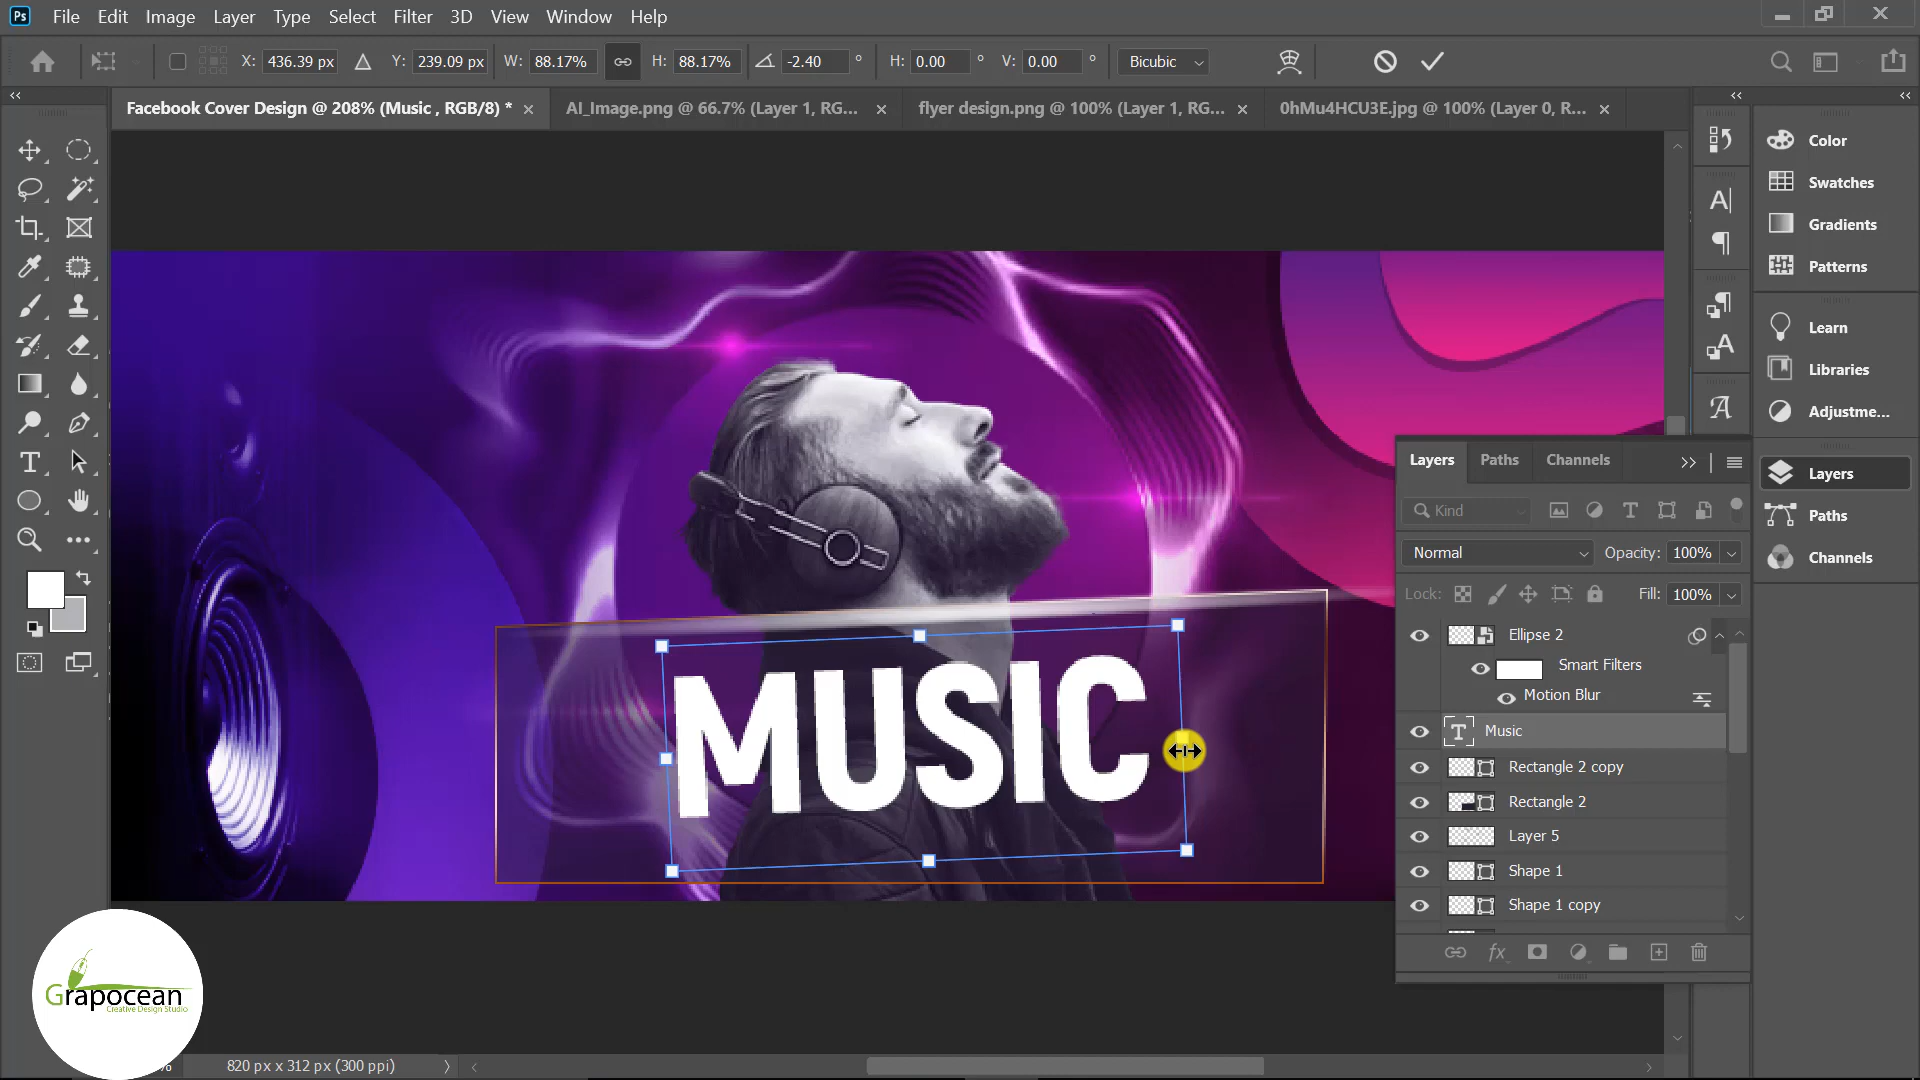 Ps File Edit Image Layer Type Select Filter 3D View Window Help
X: 436.39 px Y: 239.09 px W: 88.17% H: 88.17% -2.40 ° H: 0.00 ° V: 0.00 ° Bicubic
Facebook Cover Design @ 208% (Music , RGB/8) * AI_Image.png @ 66.7% (Layer 1, RG... flyer design.png @ 100% (Layer 1, RG... 0hMu4HCU3E.jpg @ 100% (Layer 0, R...
Color
Swatches
Gradients
Patterns
Learn
Libraries
Adjustme...
Layers
Paths
Channels
Layers Paths Channels
Kind
Normal Opacity: 100%
Lock: Fill: 100%
Ellipse 2
Smart Filters
Motion Blur
Music
Rectangle 2 copy
Rectangle 2
Layer 5
Shape 1
Shape 1 copy
fx
MUSIC
Grapocean
Creative Design Studio
% 820 px x 312 px (300 ppi)